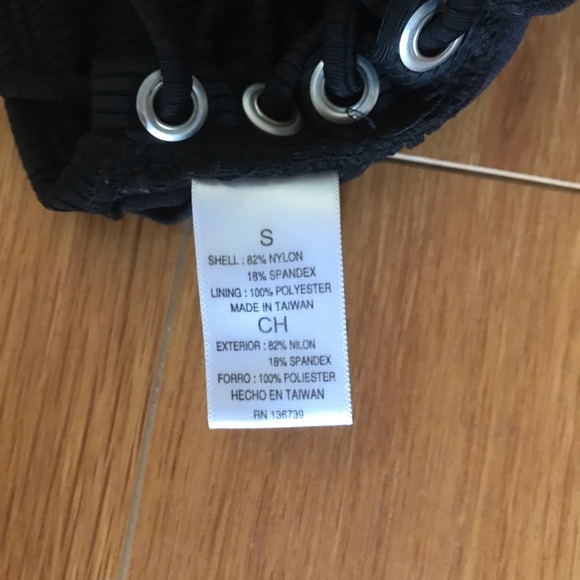 S
SHELL : 82% NYLON
18% SPANDEX
LINING : 100% POLYESTER
MADE IN TAIWAN
CH
EXTERIOR : 82% NILON
18% SPANDEX
FORRO : 100% POLIESTER
HECHO EN TAIWAN
RN 136739